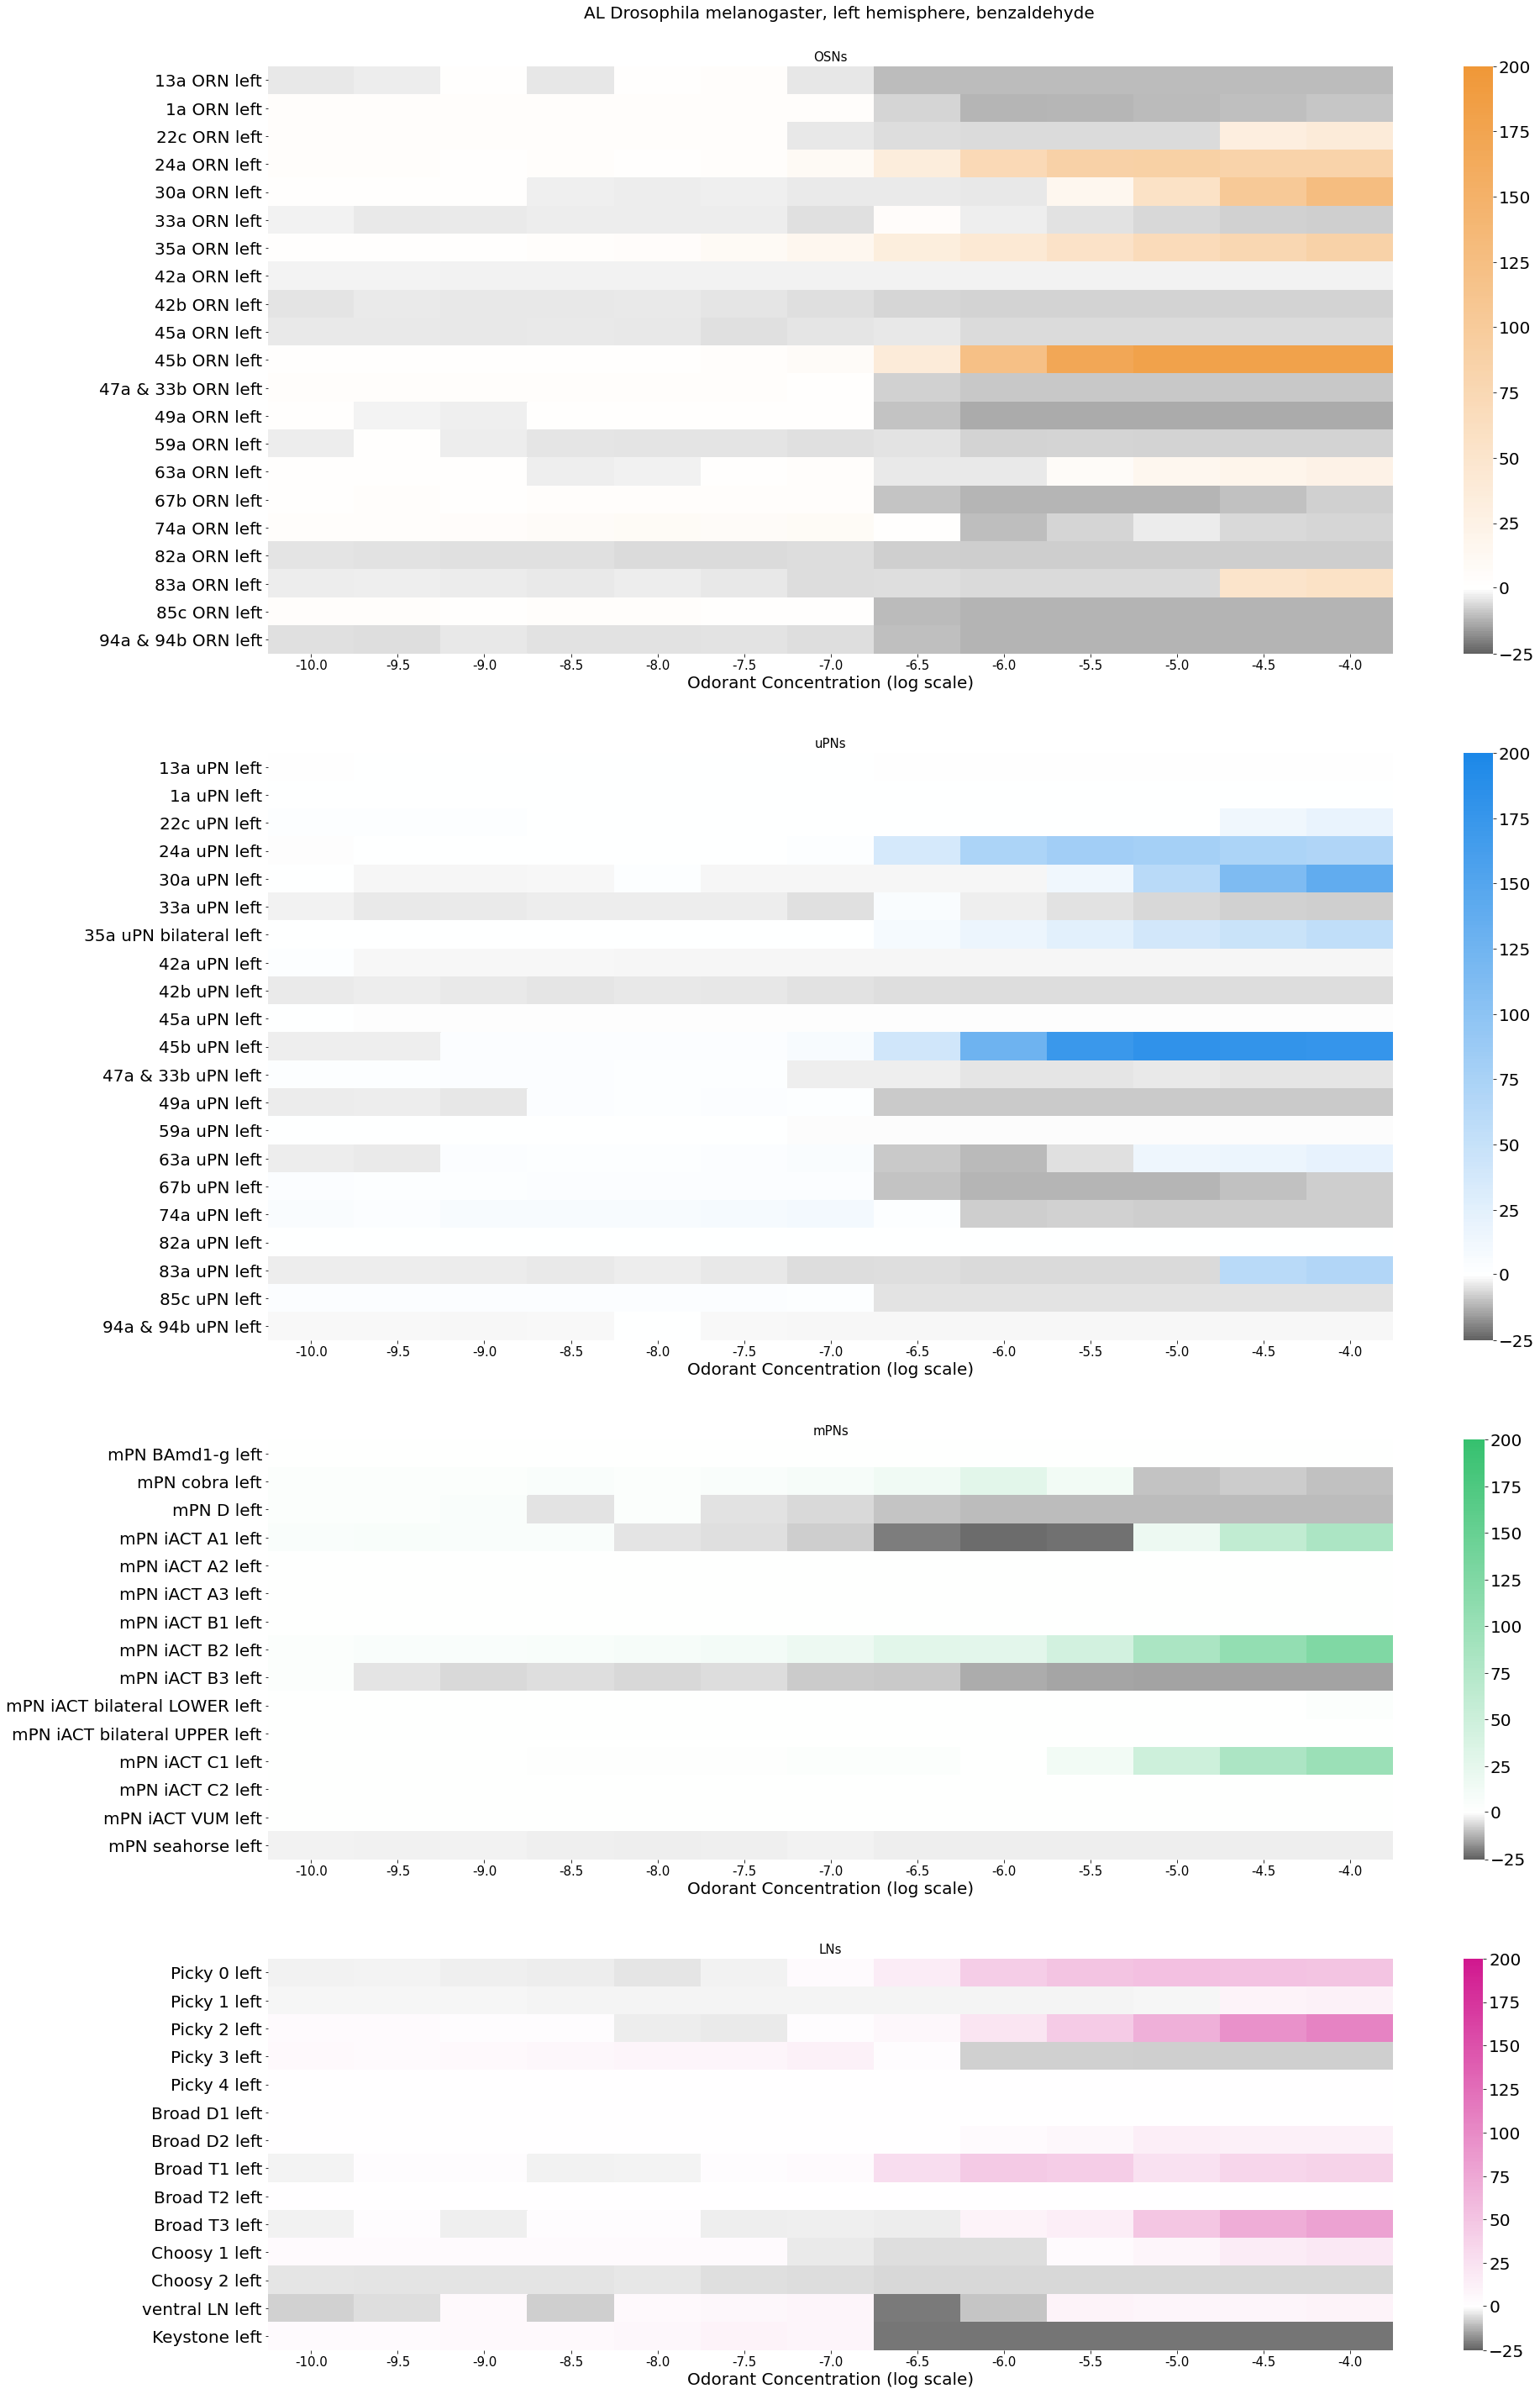 AL Drosophila melanogaster, left hemisphere, benzaldehyde
OSNs
13a ORN left
1a ORN left
22c ORN left
24a ORN left
30a ORN left
33a ORN left
35a ORN left
42a ORN left
42b ORN left
45a ORN left
45b ORN left
47a & 33b ORN left
49a ORN left
59a ORN left
63a ORN left
67b ORN left
74a ORN left
82a ORN left
83a ORN left
85c ORN left
94a & 94b ORN left
-10.0 -9.5 -9.0 -8.5 -8.0 -7.5 -7.0 -6.5 -6.0 -5.5 -5.0 -4.5 -4.0
Odorant Concentration (log scale)
200
175
150
125
100
75
50
25
0
−25
uPNs
13a uPN left
1a uPN left
22c uPN left
24a uPN left
30a uPN left
33a uPN left
35a uPN bilateral left
42a uPN left
42b uPN left
45a uPN left
45b uPN left
47a & 33b uPN left
49a uPN left
59a uPN left
63a uPN left
67b uPN left
74a uPN left
82a uPN left
83a uPN left
85c uPN left
94a & 94b uPN left
-10.0 -9.5 -9.0 -8.5 -8.0 -7.5 -7.0 -6.5 -6.0 -5.5 -5.0 -4.5 -4.0
Odorant Concentration (log scale)
200
175
150
125
100
75
50
25
0
−25
mPNs
mPN BAmd1-g left
mPN cobra left
mPN D left
mPN iACT A1 left
mPN iACT A2 left
mPN iACT A3 left
mPN iACT B1 left
mPN iACT B2 left
mPN iACT B3 left
mPN iACT bilateral LOWER left
mPN iACT bilateral UPPER left
mPN iACT C1 left
mPN iACT C2 left
mPN iACT VUM left
mPN seahorse left
-10.0 -9.5 -9.0 -8.5 -8.0 -7.5 -7.0 -6.5 -6.0 -5.5 -5.0 -4.5 -4.0
Odorant Concentration (log scale)
200
175
150
125
100
75
50
25
0
−25
LNs
Picky 0 left
Picky 1 left
Picky 2 left
Picky 3 left
Picky 4 left
Broad D1 left
Broad D2 left
Broad T1 left
Broad T2 left
Broad T3 left
Choosy 1 left
Choosy 2 left
ventral LN left
Keystone left
-10.0 -9.5 -9.0 -8.5 -8.0 -7.5 -7.0 -6.5 -6.0 -5.5 -5.0 -4.5 -4.0
Odorant Concentration (log scale)
200
175
150
125
100
75
50
25
0
−25